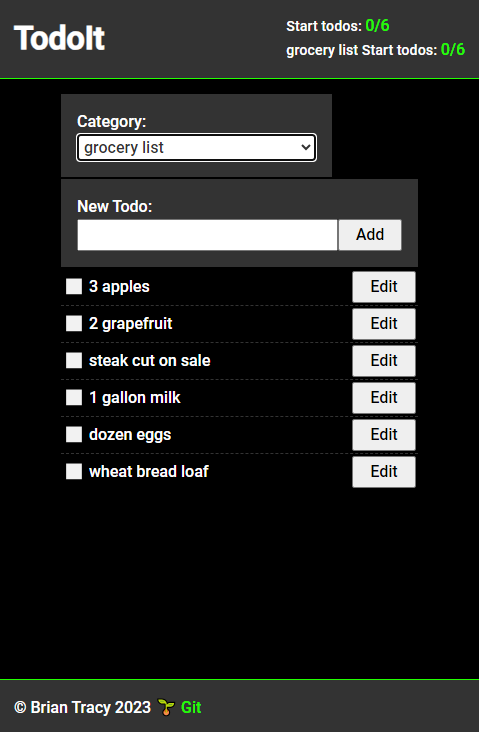 TodoIt
Start todos: 0/6
grocery list Start todos: 0/6
Category:
grocery list
New Todo:
Add
3 apples Edit
2 grapefruit Edit
steak cut on sale Edit
1 gallon milk Edit
dozen eggs Edit
wheat bread loaf Edit
© Brian Tracy 2023 🌱 Git